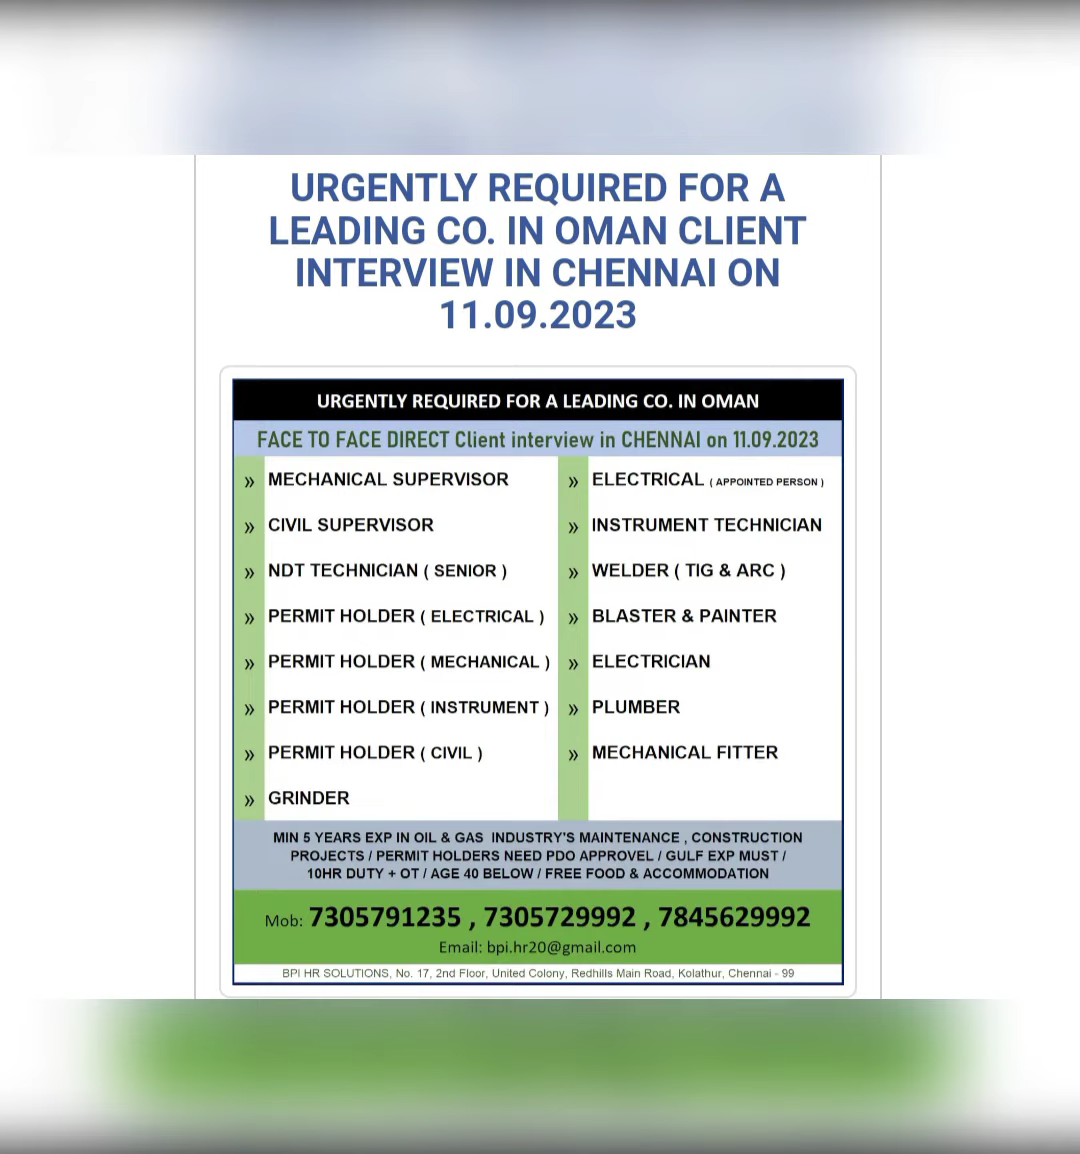 URGENTLY REQUIRED FOR A
LEADING CO. IN OMAN CLIENT
INTERVIEW IN CHENNAI ON
11.09.2023
URGENTLY REQUIRED FOR A LEADING CO. IN OMAN
FACE TO FACE DIRECT Client interview in CHENNAI on 11.09.2023
» MECHANICAL SUPERVISOR
» CIVIL SUPERVISOR
» NDT TECHNICIAN ( SENIOR )
» PERMIT HOLDER ( ELECTRICAL )
» PERMIT HOLDER ( MECHANICAL )
» PERMIT HOLDER ( INSTRUMENT )
» PERMIT HOLDER ( CIVIL )
» GRINDER
» ELECTRICAL ( APPOINTED PERSON )
» INSTRUMENT TECHNICIAN
» WELDER ( TIG & ARC )
» BLASTER & PAINTER
» ELECTRICIAN
» PLUMBER
» MECHANICAL FITTER
MIN 5 YEARS EXP IN OIL & GAS INDUSTRY'S MAINTENANCE , CONSTRUCTION
PROJECTS / PERMIT HOLDERS NEED PDO APPROVEL / GULF EXP MUST /
10HR DUTY + OT / AGE 40 BELOW / FREE FOOD & ACCOMMODATION
Mob: 7305791235 , 7305729992 , 7845629992
Email: bpi.hr20@gmail.com
BPI HR SOLUTIONS, No. 17, 2nd Floor, United Colony, Redhills Main Road, Kolathur, Chennai - 99